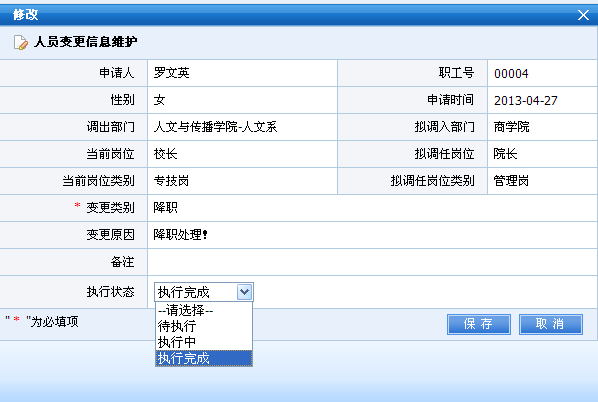 修改
人员变更信息维护
申请人 罗文英 职工号 00004
性别 女 申请时间 2013-04-27
调出部门 人文与传播学院-人文系 拟调入部门 商学院
当前岗位 校长 拟调任岗位 院长
当前岗位类别 专技岗 拟调任岗位类别 管理岗
* 变更类别 降职
变更原因 降职处理!
备注
执行状态 执行完成
--请选择--
待执行
执行中
执行完成
" * "为必填项 保存 取消